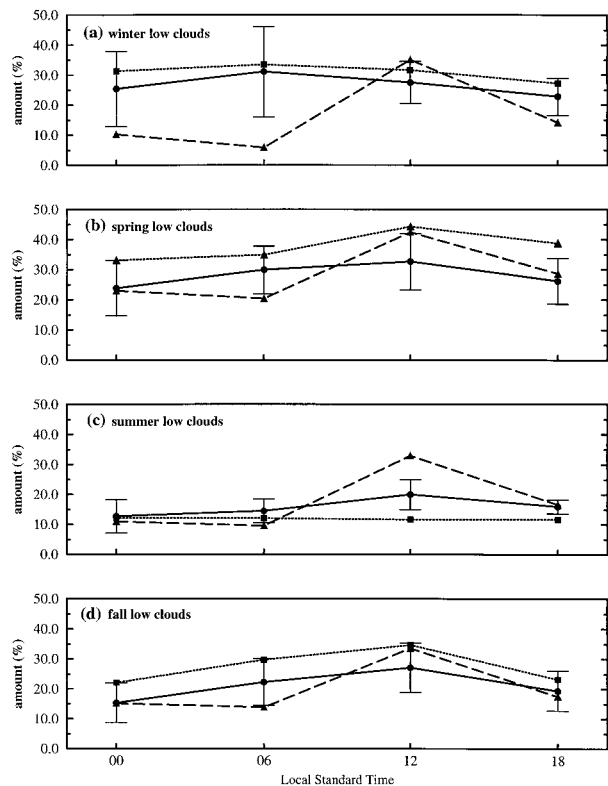 (a) winter low clouds
amount (%)
50.0
40.0
30.0
20.0
10.0
0.0
(b) spring low clouds
amount (%)
50.0
40.0
30.0
20.0
10.0
0.0
(c) summer low clouds
amount (%)
50.0
40.0
30.0
20.0
10.0
0.0
(d) fall low clouds
amount (%)
50.0
40.0
30.0
20.0
10.0
0.0
00 06 12 18
Local Standard Time